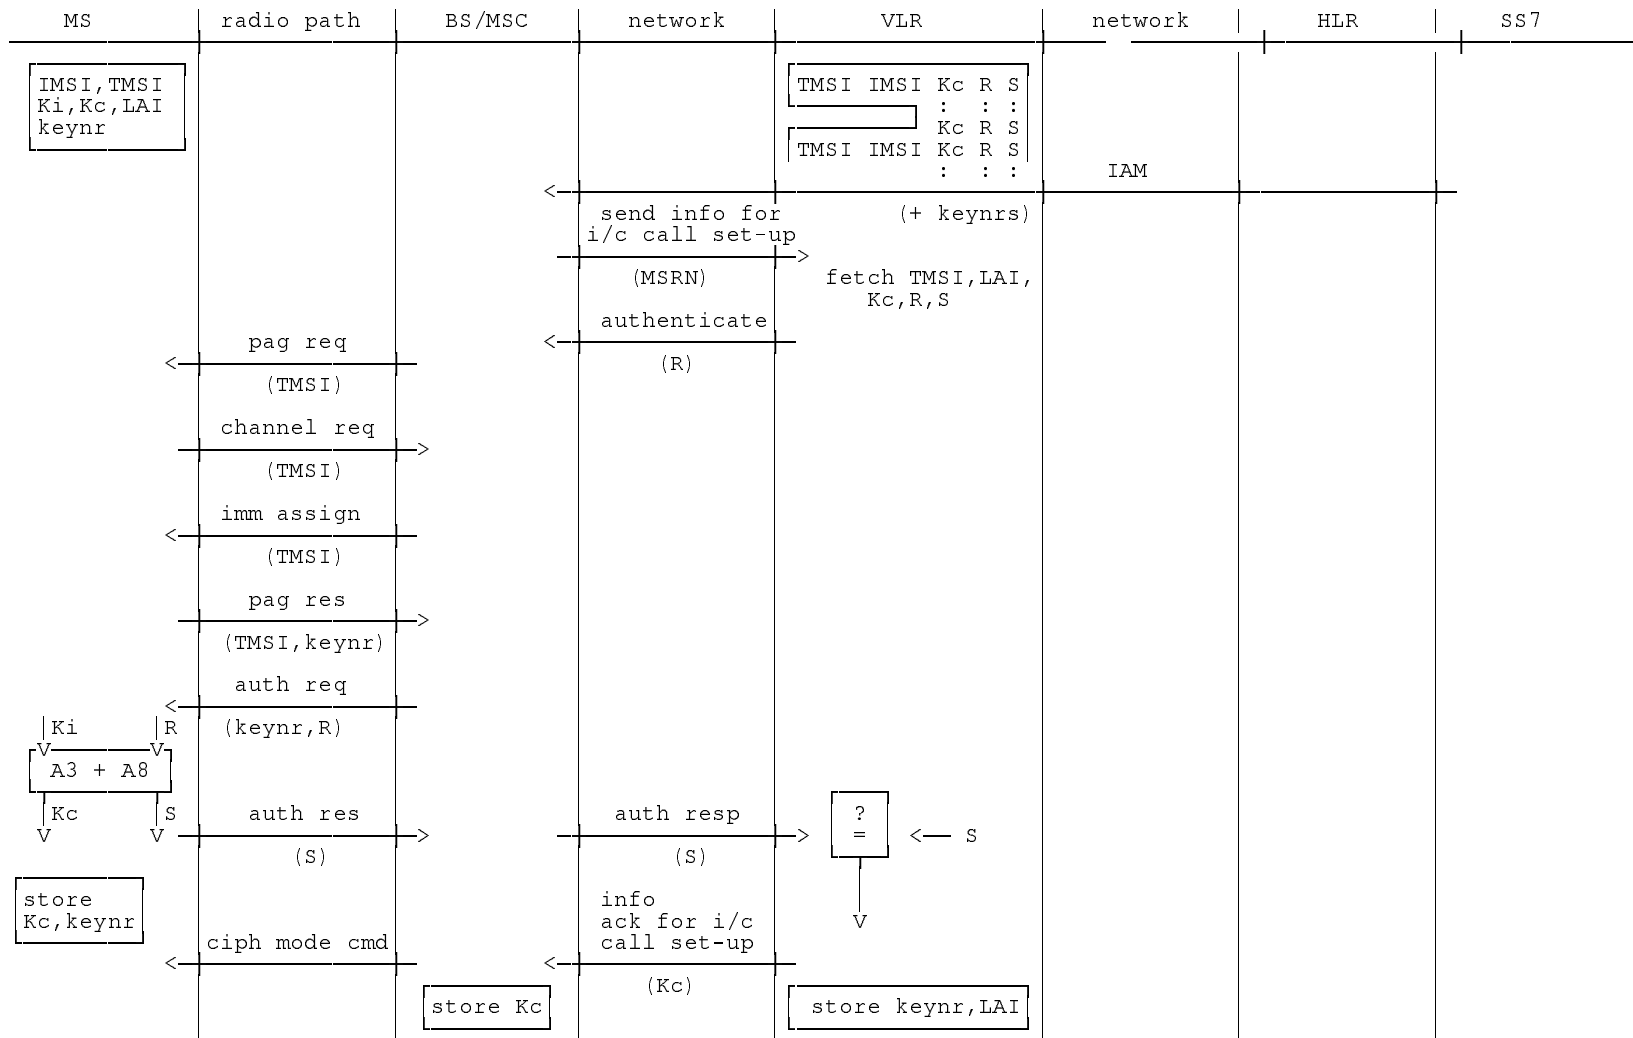 MS radio path BS/MSC network VLR network HLR SS7
IMSI,TMSI
Ki,Kc,LAI
keynr
TMSI IMSI Kc R S
: : :
Kc R S
TMSI IMSI Kc R S
: : :
IAM
(+ keynrs)
send info for
i/c call set-up
(MSRN)
fetch TMSI,LAI,
Kc,R,S
authenticate
(R)
pag req
(TMSI)
channel req
(TMSI)
imm assign
(TMSI)
pag res
(TMSI,keynr)
auth req
(keynr,R)
Ki R
V V
A3 + A8
Kc S
V V
auth res
(S)
auth resp
(S)
?
=
S
V
store
Kc,keynr
info
ack for i/c
call set-up
(Kc)
ciph mode cmd
store Kc
store keynr,LAI